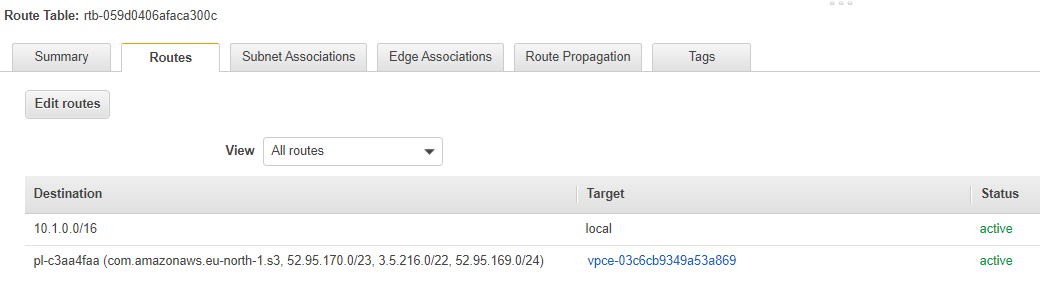 Route Table: rtb-059d0406afaca300c
Summary Routes Subnet Associations Edge Associations Route Propagation Tags
Edit routes
View All routes
Destination Target Status
10.1.0.0/16 local active
pl-c3aa4faa (com.amazonaws.eu-north-1.s3, 52.95.170.0/23, 3.5.216.0/22, 52.95.169.0/24) vpce-03c6cb9349a53a869 active